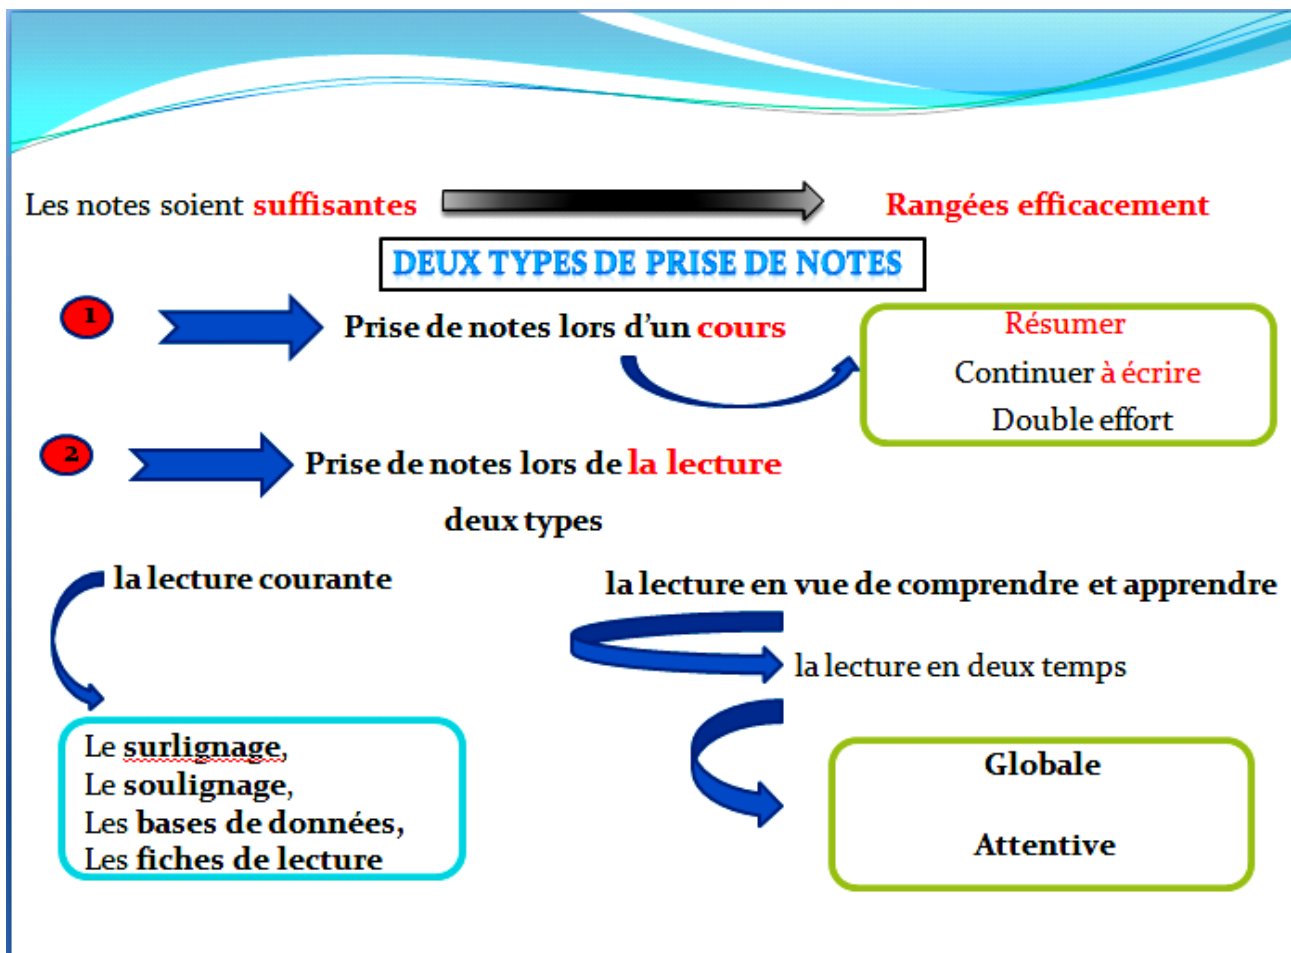 Les notes soient suffisantes Rangées efficacement
DEUX TYPES DE PRISE DE NOTES
1 Prise de notes lors d'un cours
Résumer
Continuer à écrire
Double effort
2 Prise de notes lors de la lecture
deux types
la lecture courante
Le surlignage,
Le soulignage,
Les bases de données,
Les fiches de lecture
la lecture en vue de comprendre et apprendre
la lecture en deux temps
Globale
Attentive